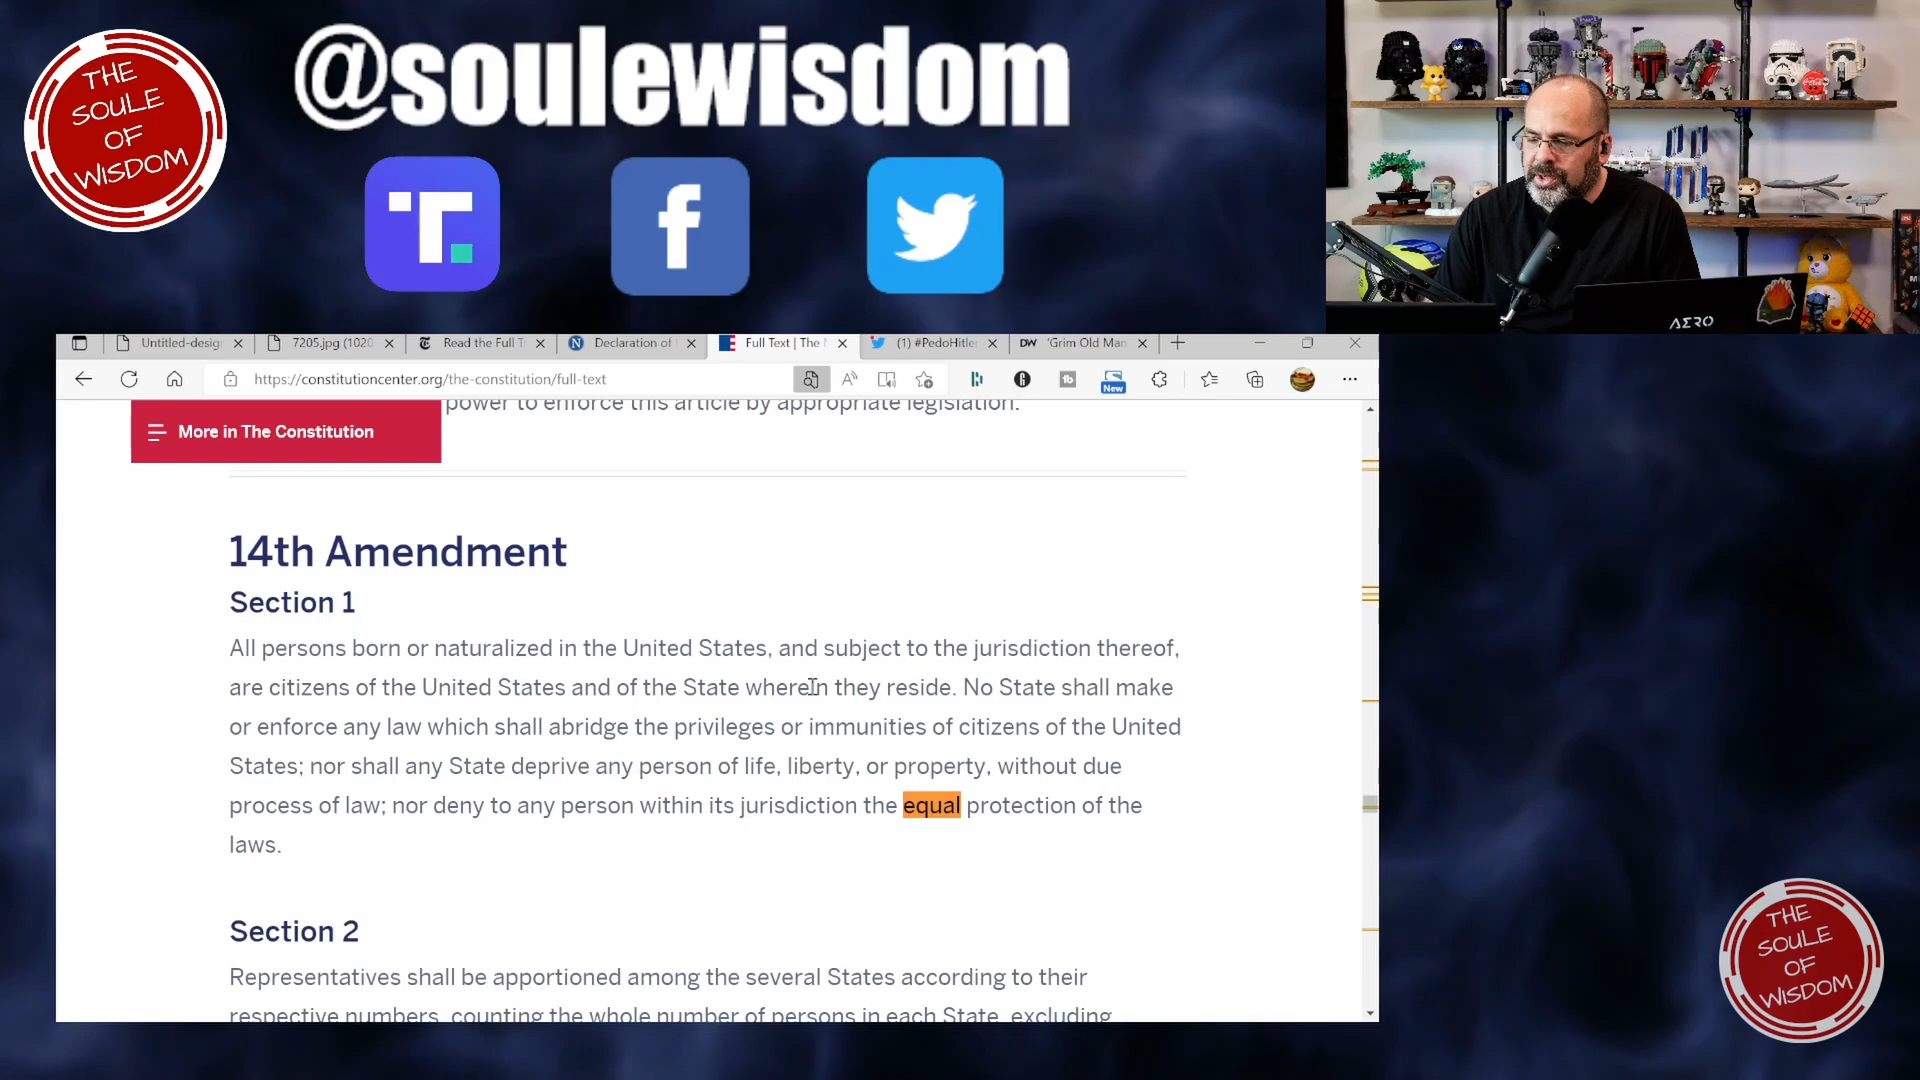 THE
SOULE
OF
WISDOM
@soulewisdom
T.
f
AERO
Untitled-desig
7205.jpg (1020
Read the Full T
Declaration of
Full Text | The N
(1) #PedoHitle
DW 'Grim Old Man
https://constitutioncenter.org/the-constitution/full-text
New
power to enforce this article by appropriate legislation.
More in The Constitution
14th Amendment
Section 1
All persons born or naturalized in the United States, and subject to the jurisdiction thereof,
are citizens of the United States and of the State wherein they reside. No State shall make
or enforce any law which shall abridge the privileges or immunities of citizens of the United
States; nor shall any State deprive any person of life, liberty, or property, without due
process of law; nor deny to any person within its jurisdiction the equal protection of the
laws.
Section 2
Representatives shall be apportioned among the several States according to their
respective numbers, counting the whole number of persons in each State, excluding
THE
SOULE
OF
WISDOM